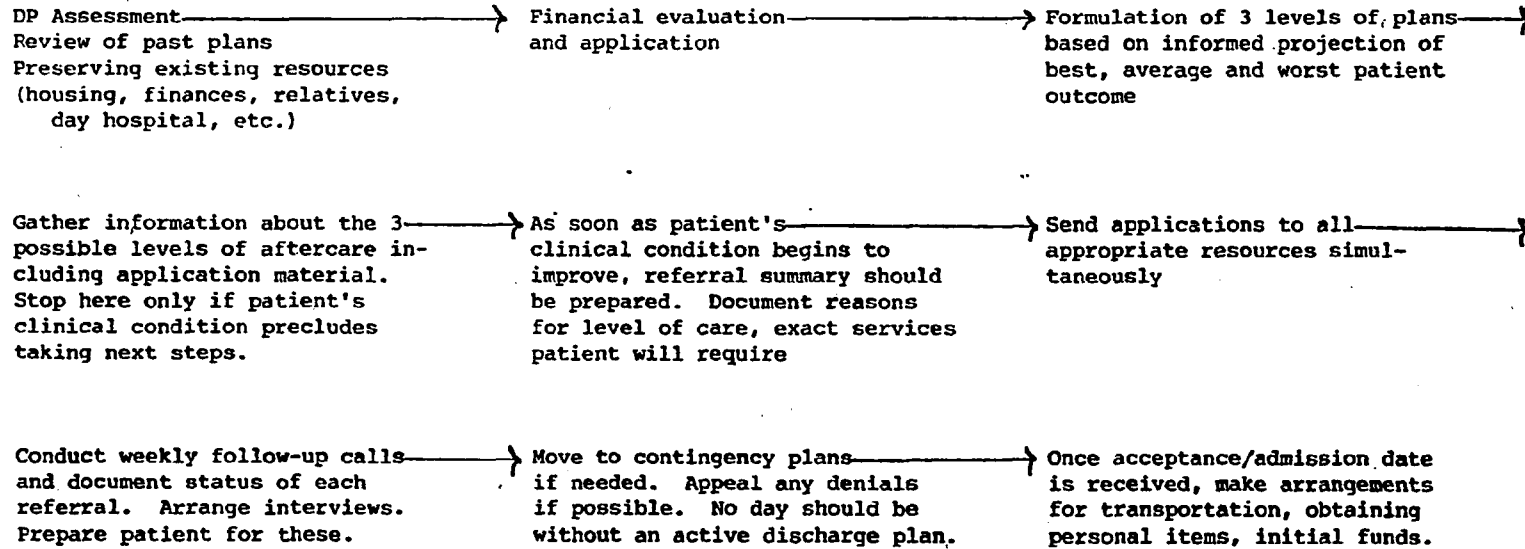 DP Assessment
Review of past plans
Preserving existing resources
(housing, finances, relatives,
day hospital, etc.)
Financial evaluation
and application
Formulation of 3 levels of plans
based on informed projection of
best, average and worst patient
outcome
Gather information about the 3
possible levels of aftercare in-
cluding application material.
Stop here only if patient's
clinical condition precludes
taking next steps.
As soon as patient's
clinical condition begins to
improve, referral summary should
be prepared. Document reasons
for level of care, exact services
patient will require
Send applications to all
appropriate resources simul-
taneously
Conduct weekly follow-up calls
and document status of each
referral. Arrange interviews.
Prepare patient for these.
Move to contingency plans
if needed. Appeal any denials
if possible. No day should be
without an active discharge plan.
Once acceptance/admission date
is received, make arrangements
for transportation, obtaining
personal items, initial funds.